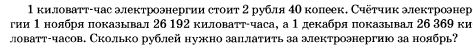 1 киловатт-час электроэнергии стоит 2 рубля 40 копеек. Счётчик электроэнер
гии 1 ноября показывал 26 192 киловатт-часа, а 1 декабря показывал 26 369 ки
ловатт-часов. Сколько рублей нужно заплатить за электроэнергию за ноябрь?